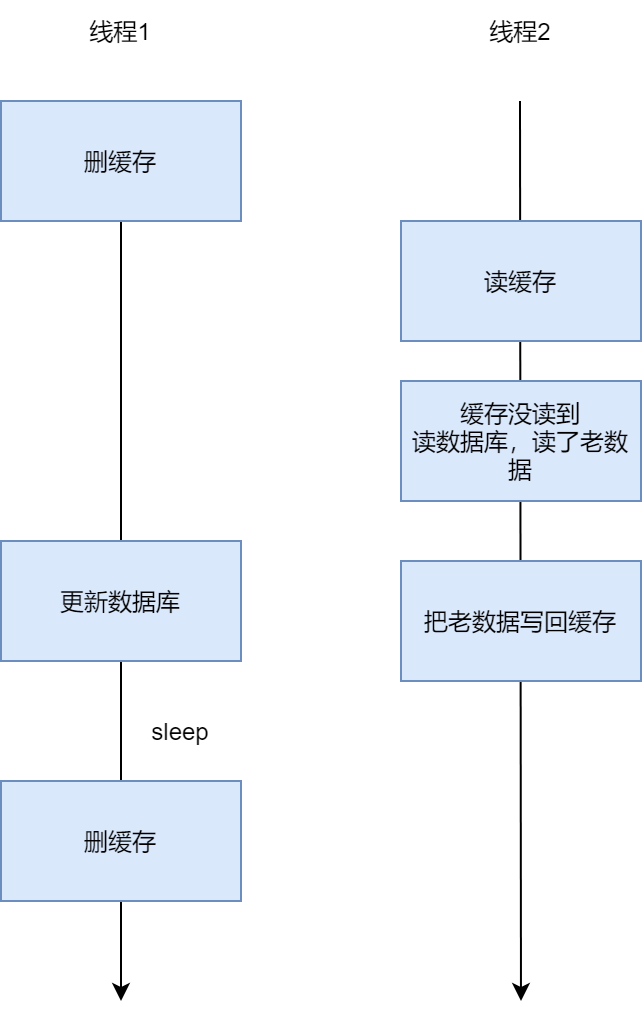 线程1
线程2
删缓存
读缓存
缓存没读到
读数据库，读了老数
据
更新数据库
把老数据写回缓存
sleep
删缓存